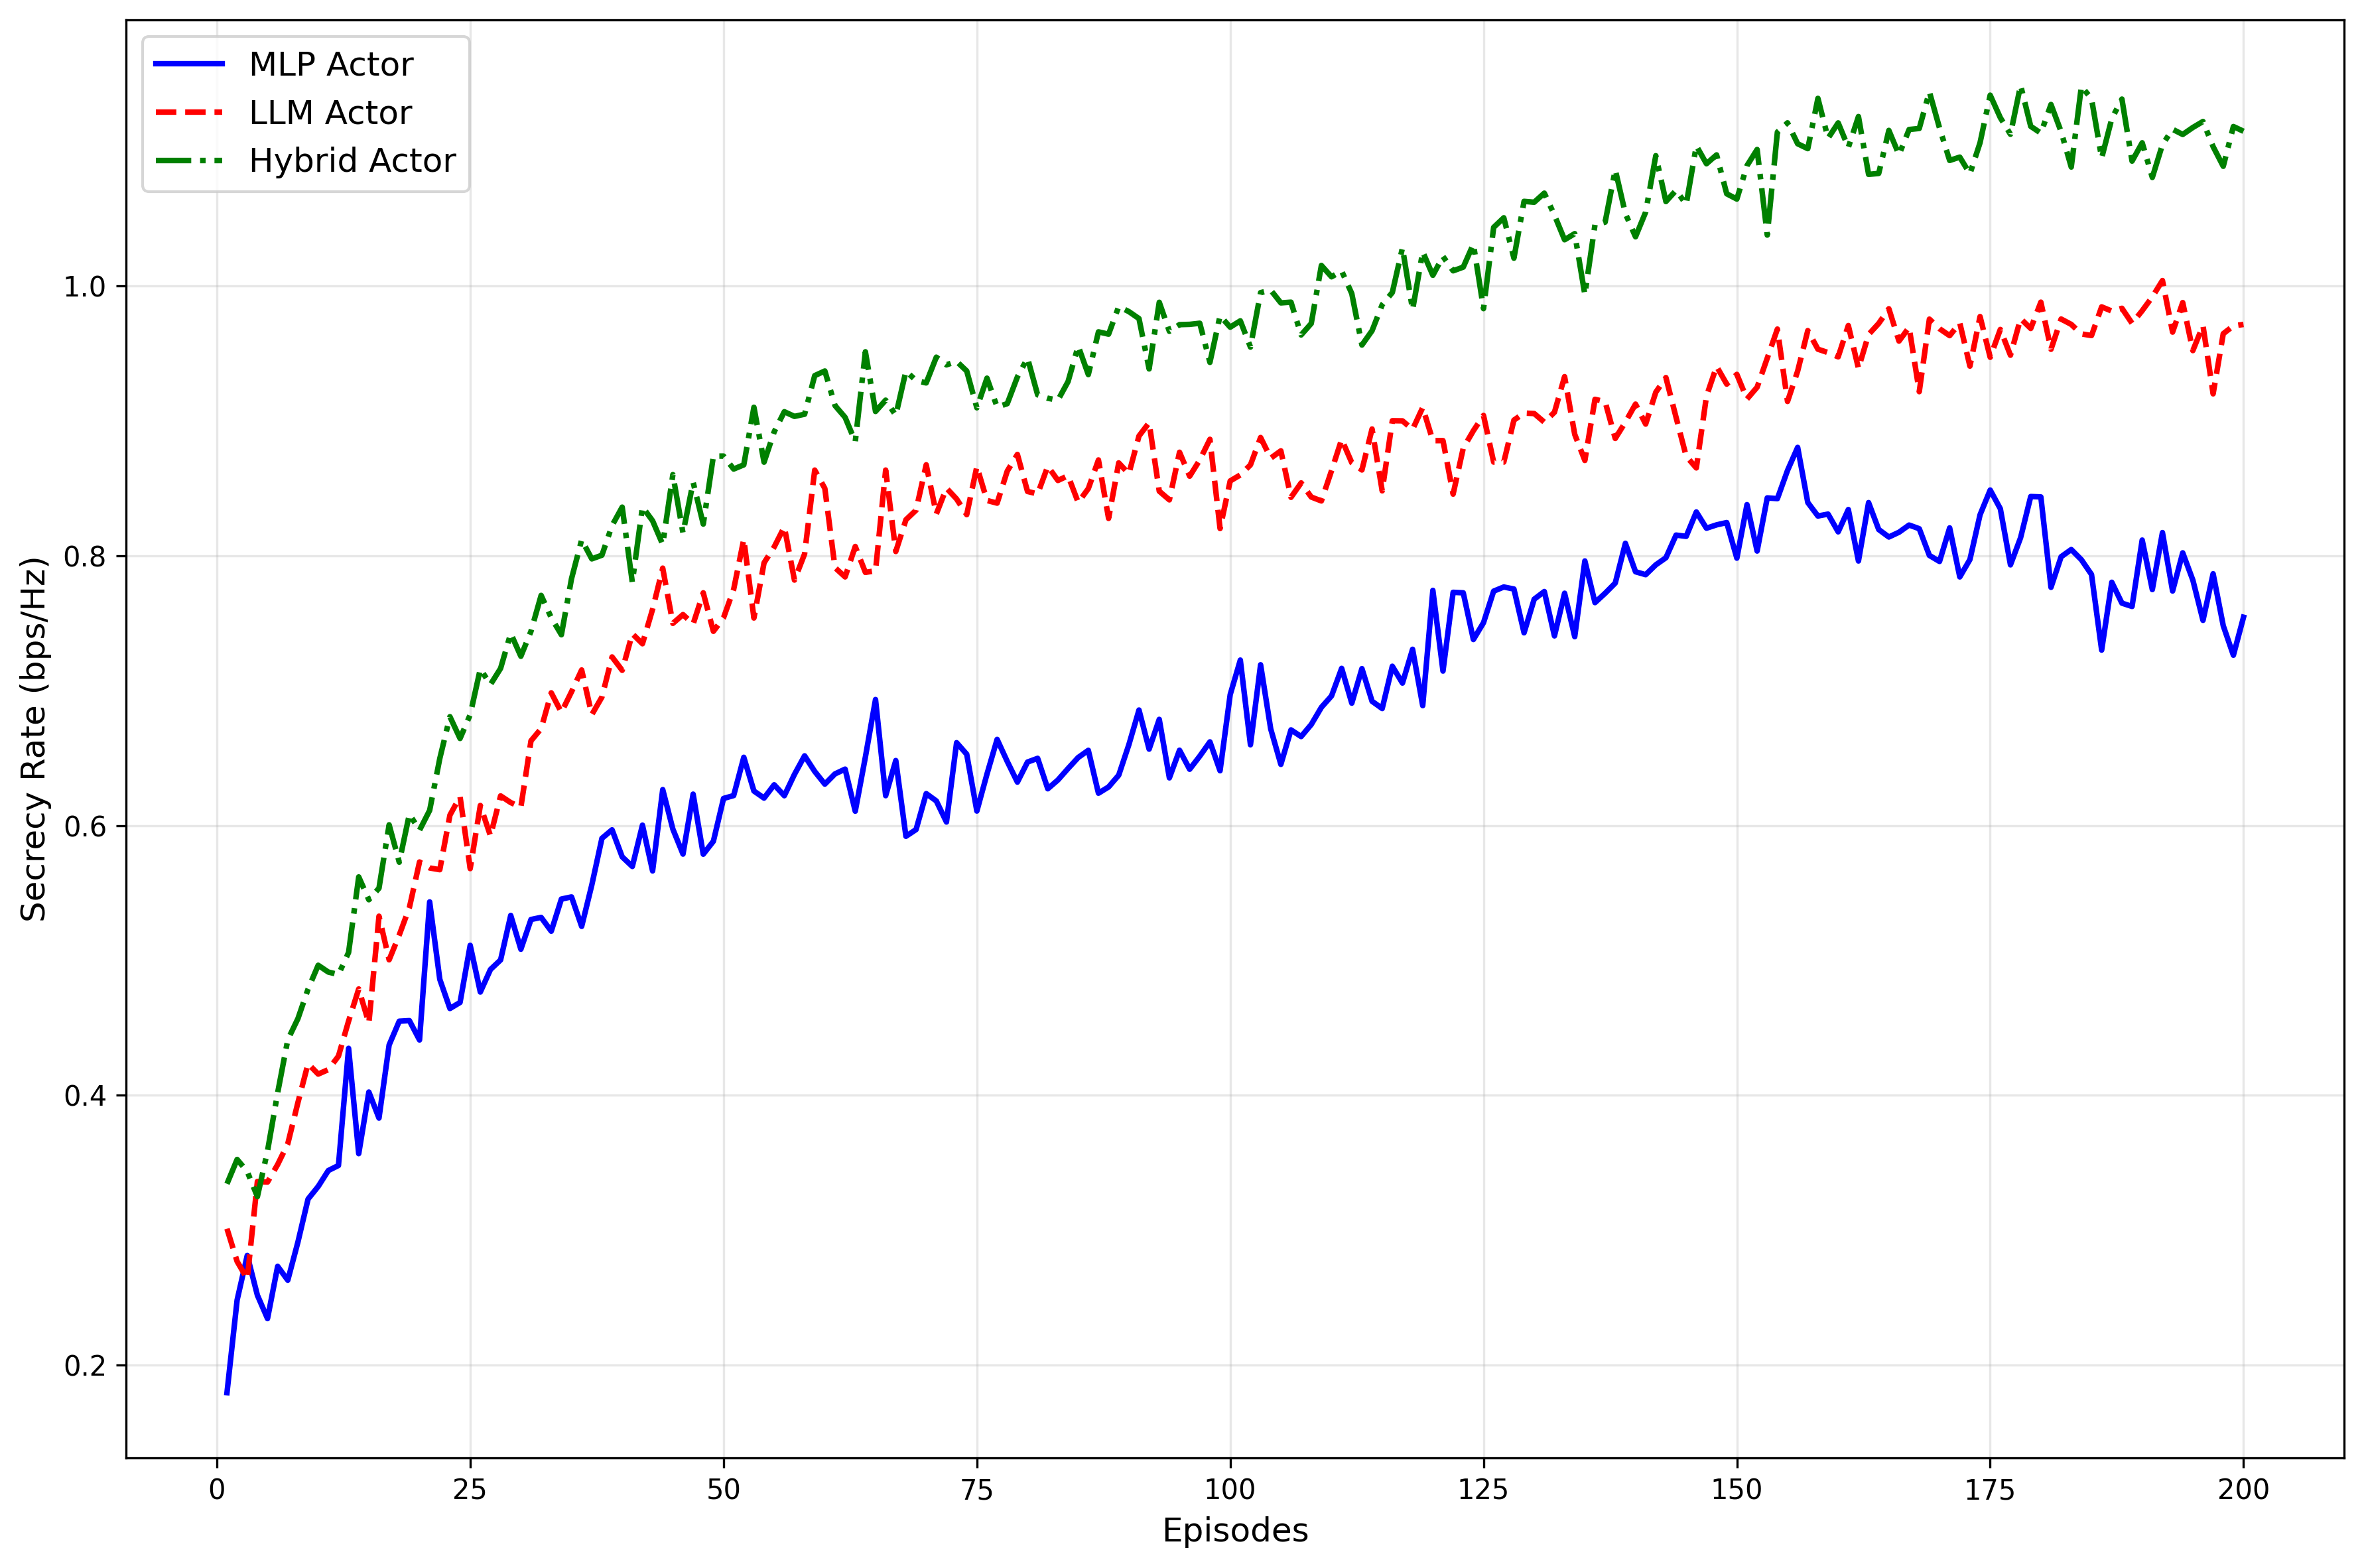 MLP Actor
LLM Actor
Hybrid Actor
Secrecy Rate (bps/Hz)
1.0
0.8
0.6
0.4
0.2
0 25 50 75 100 125 150 175 200
Episodes